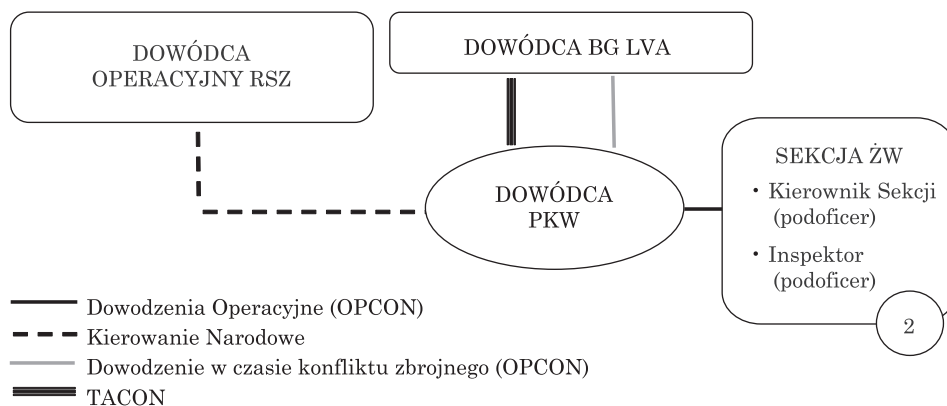 DOWÓDCA
OPERACYJNY RSZ
DOWÓDCA BG LVA
DOWÓDCA
PKW
SEKCJA ŻW
• Kierownik Sekcji
(podoficer)
• Inspektor
(podoficer)
2
Dowodzenia Operacyjne (OPCON)
Kierowanie Narodowe
Dowodzenie w czasie konfliktu zbrojnego (OPCON)
TACON